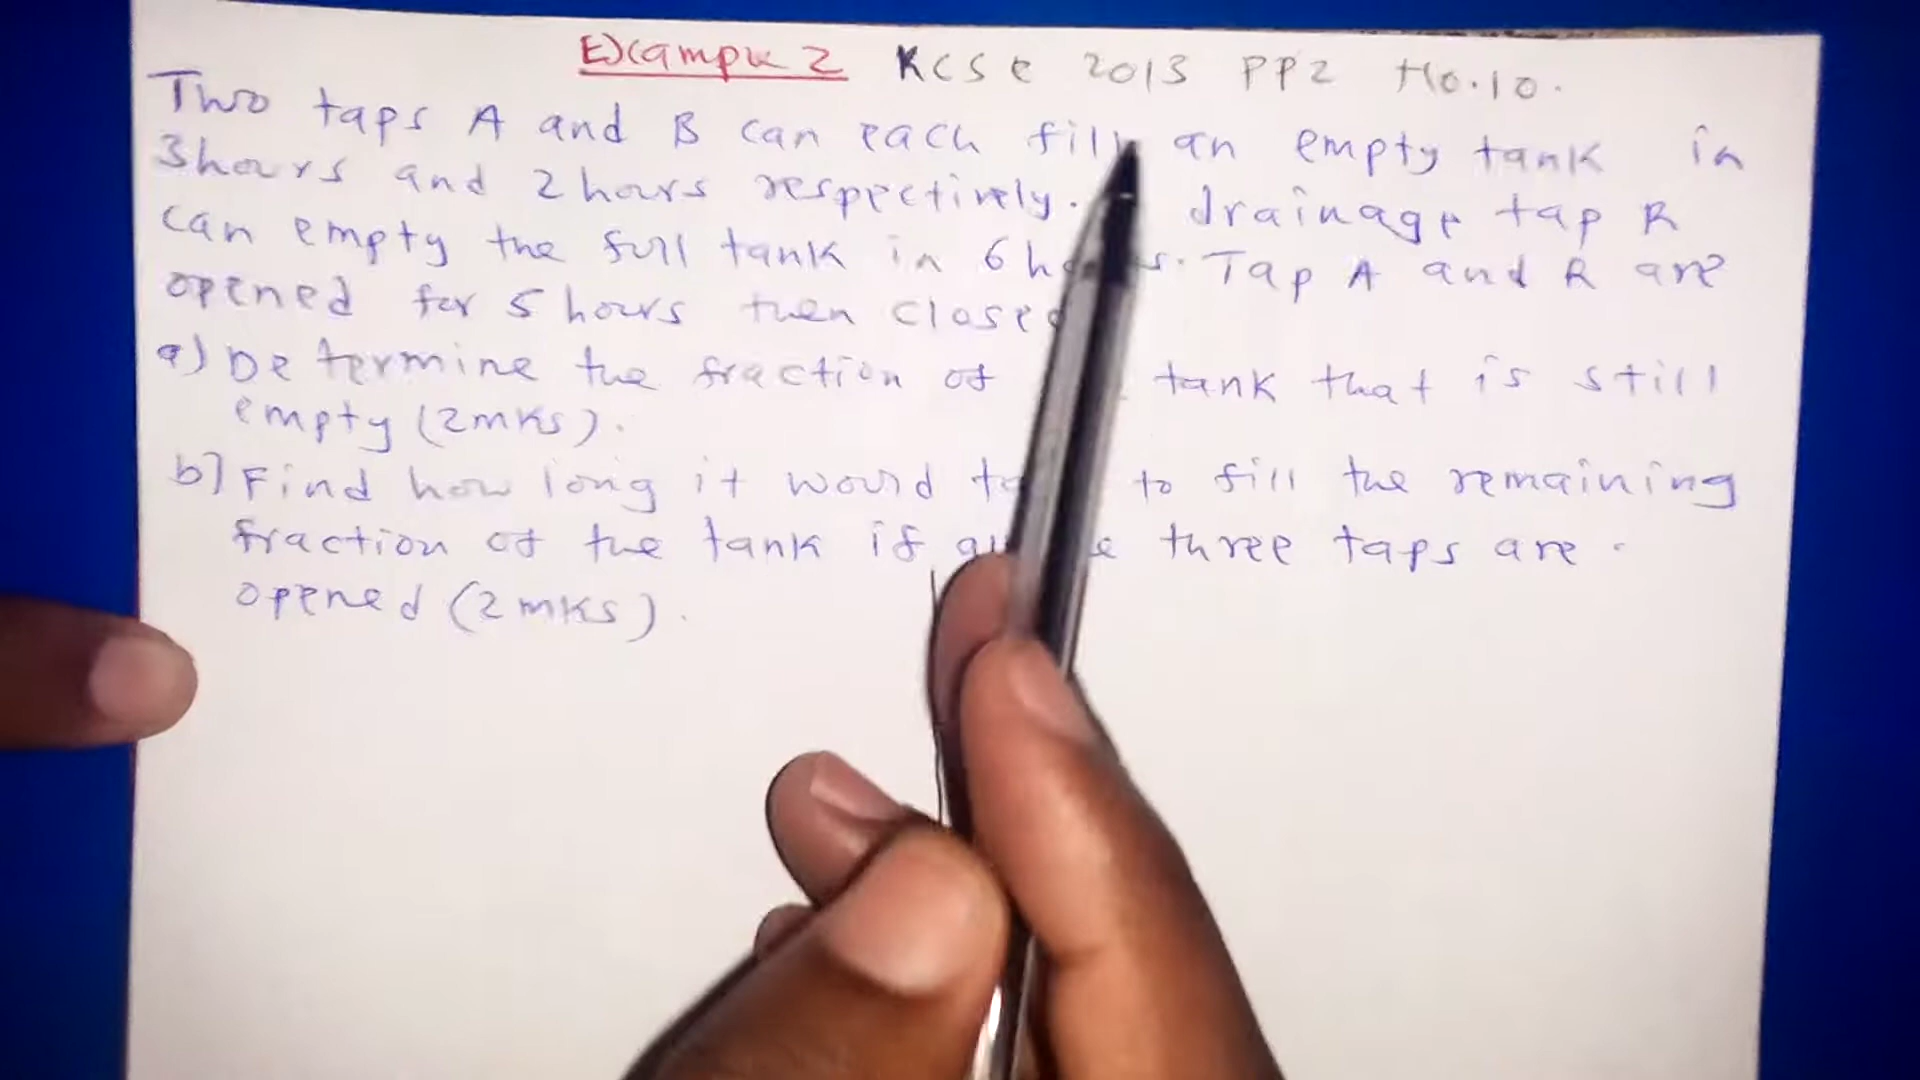 Example 2 KCSE 2013 PP2 No.10.
Two taps A and B can each fill an empty tank in
3hours and 2 hours respectively. drainage tap R
can empty the full tank in 6 Tap A and R are
opened for 5 hours then
a) Determine the fraction of tank that is still
empty (2mks).
b] Find how long it would to fill the remaining
fraction of the tank if three taps are
opened (2mks).